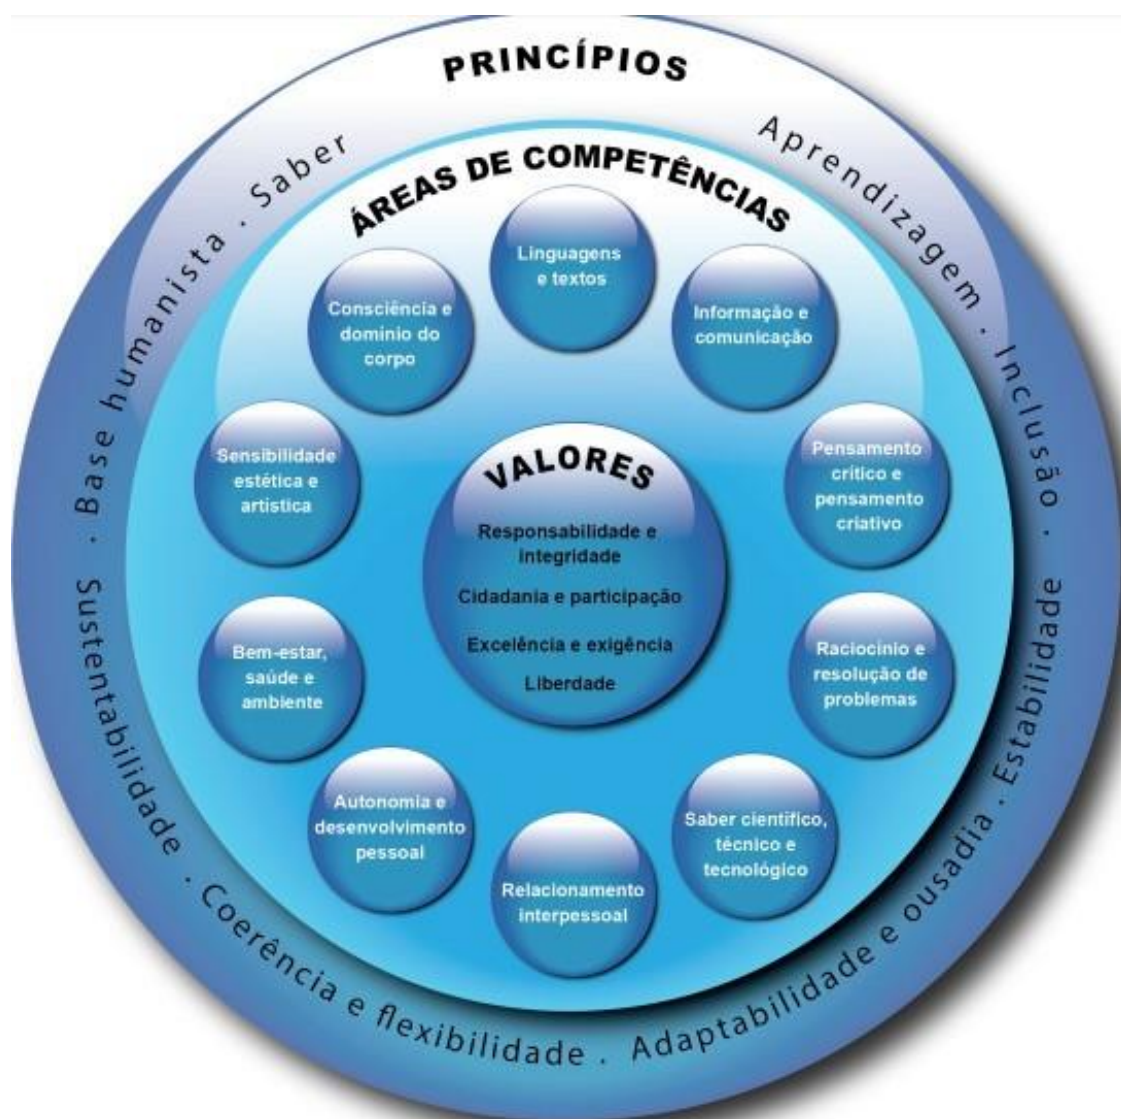 PRINCÍPIOS
Base humanista . Saber
Aprendizagem . Inclusão .
Estabilidade
Adaptabilidade e ousadia .
Coerência e flexibilidade .
Sustentabilidade .
.
ÁREAS DE COMPETÊNCIAS
Linguagens
e textos
Informação e
comunicação
Pensamento
crítico e
pensamento
criativo
Raciocínio e
resolução de
problemas
Saber científico,
técnico e
tecnológico
Relacionamento
interpessoal
Autonomia e
desenvolvimento
pessoal
Bem-estar,
saúde e
ambiente
Sensibilidade
estética e
artística
Consciência e
domínio do
corpo
VALORES
Responsabilidade e
integridade
Cidadania e participação
Excelência e exigência
Liberdade